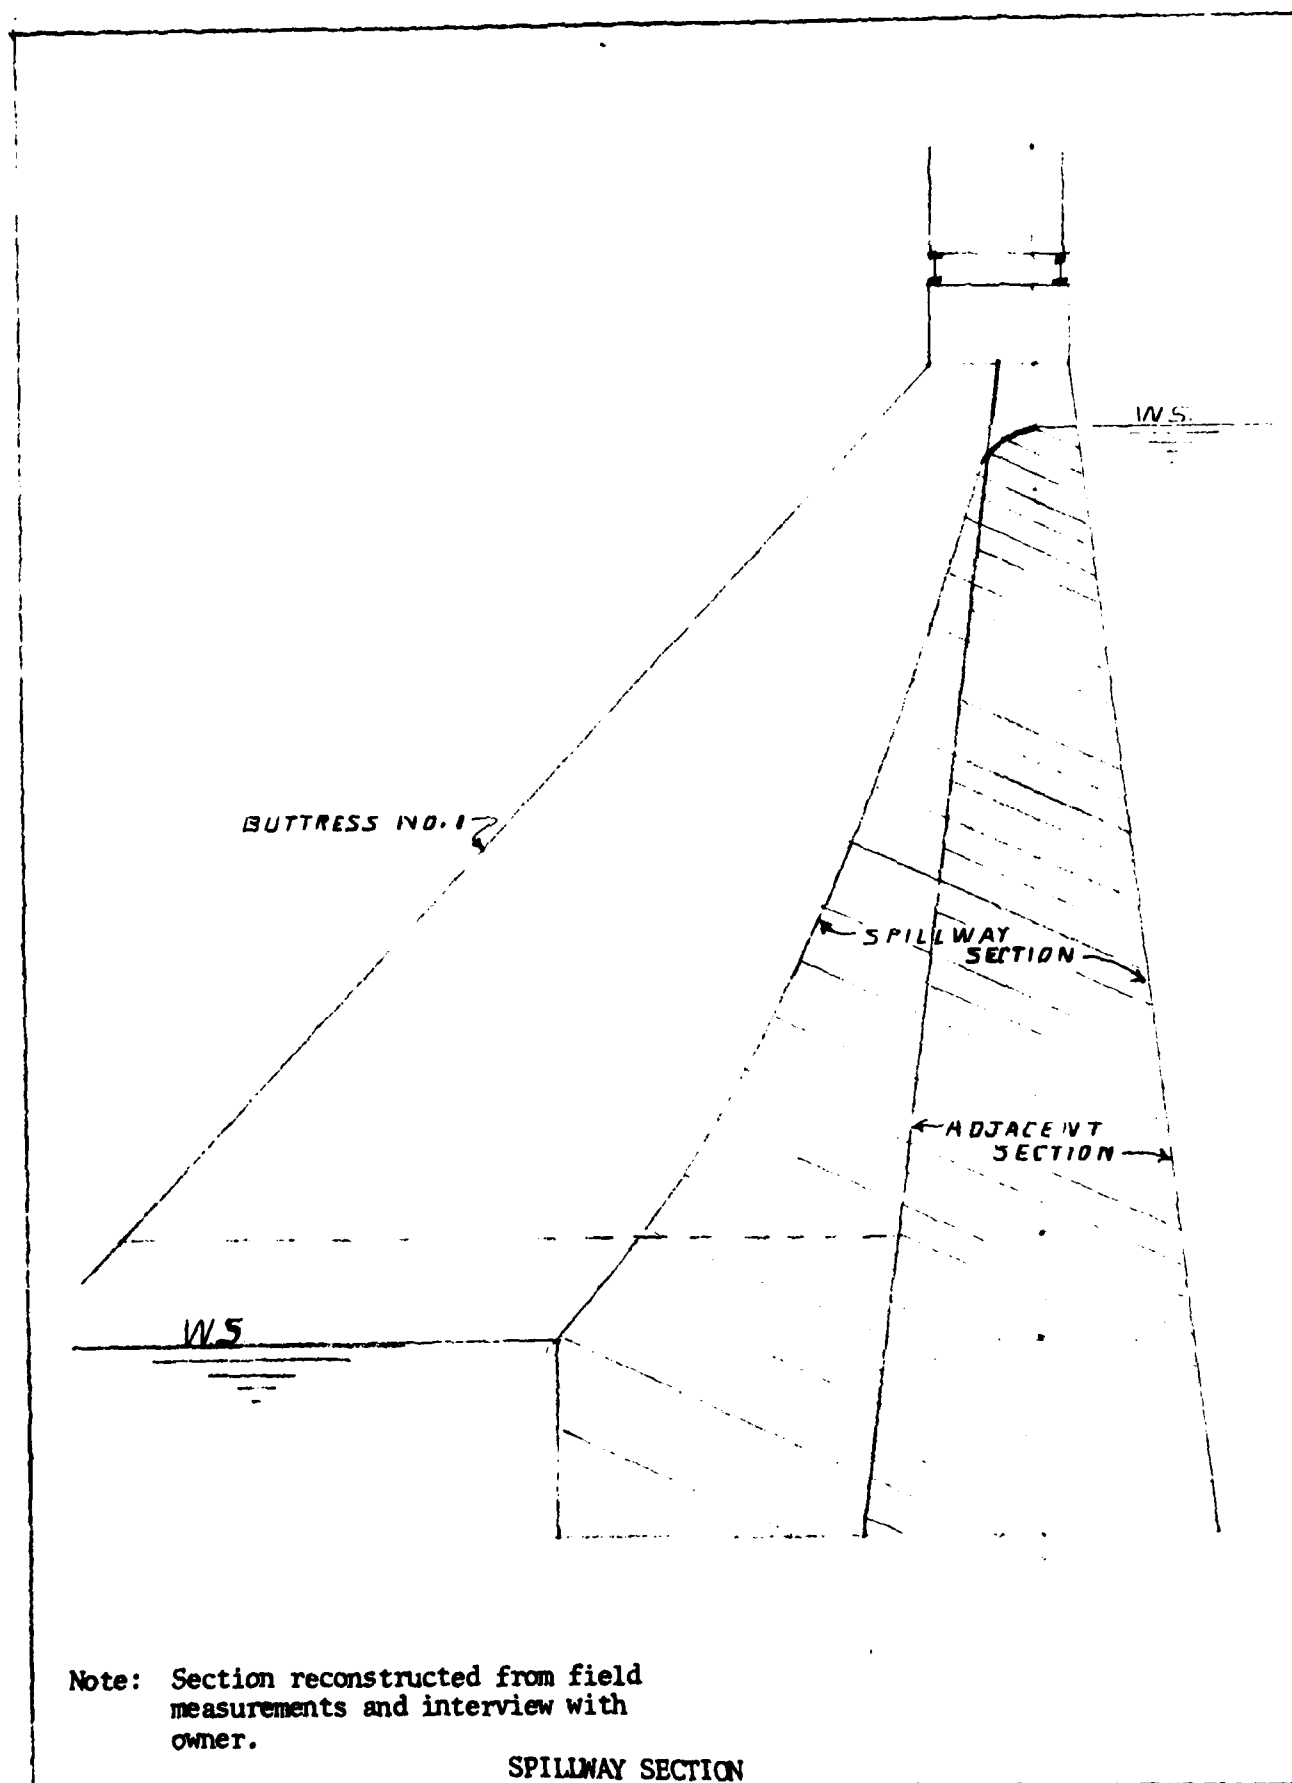 W.S.
BUTTRESS NO.1
SPILLWAY
SECTION
ADJACENT
SECTION
W.S
Note: Section reconstructed from field
measurements and interview with
owner.
SPILLWAY SECTION